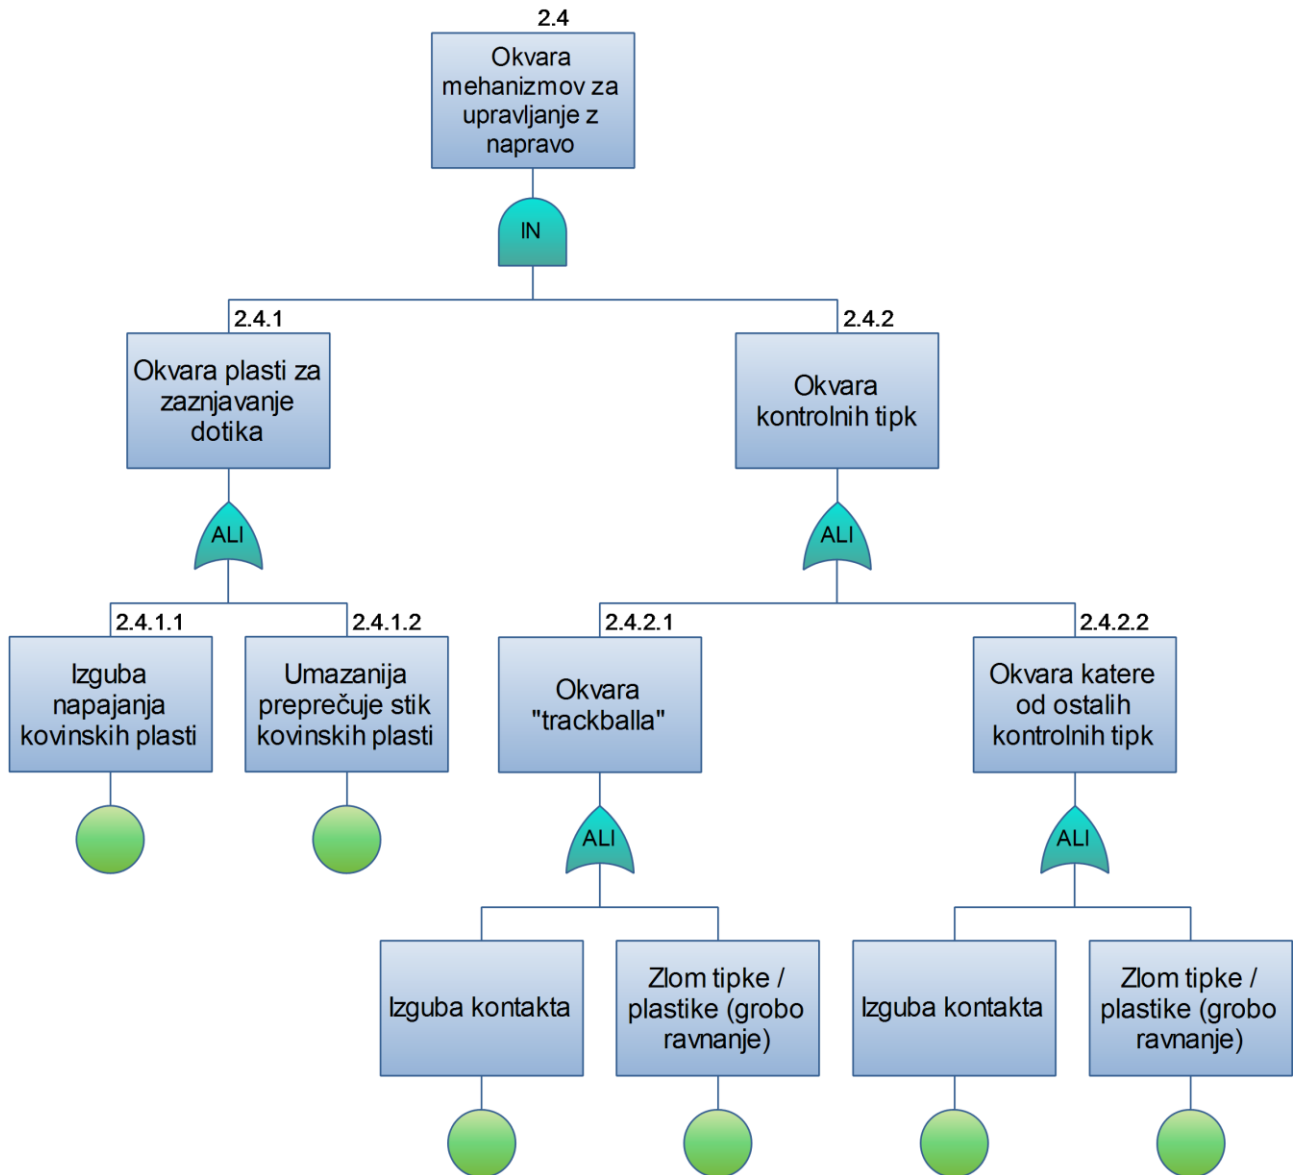 2.4
Okvara
mehanizmov za
upravljanje z
napravo
IN
2.4.1
Okvara plasti za
zaznjavanje
dotika
2.4.2
Okvara
kontrolnih tipk
ALI
ALI
2.4.1.1
Izguba
napajanja
kovinskih plasti
2.4.1.2
Umazanija
preprečuje stik
kovinskih plasti
2.4.2.1
Okvara
"trackballa"
2.4.2.2
Okvara katere
od ostalih
kontrolnih tipk
ALI
ALI
Izguba kontakta
Zlom tipke /
plastike (grobo
ravnanje)
Izguba kontakta
Zlom tipke /
plastike (grobo
ravnanje)